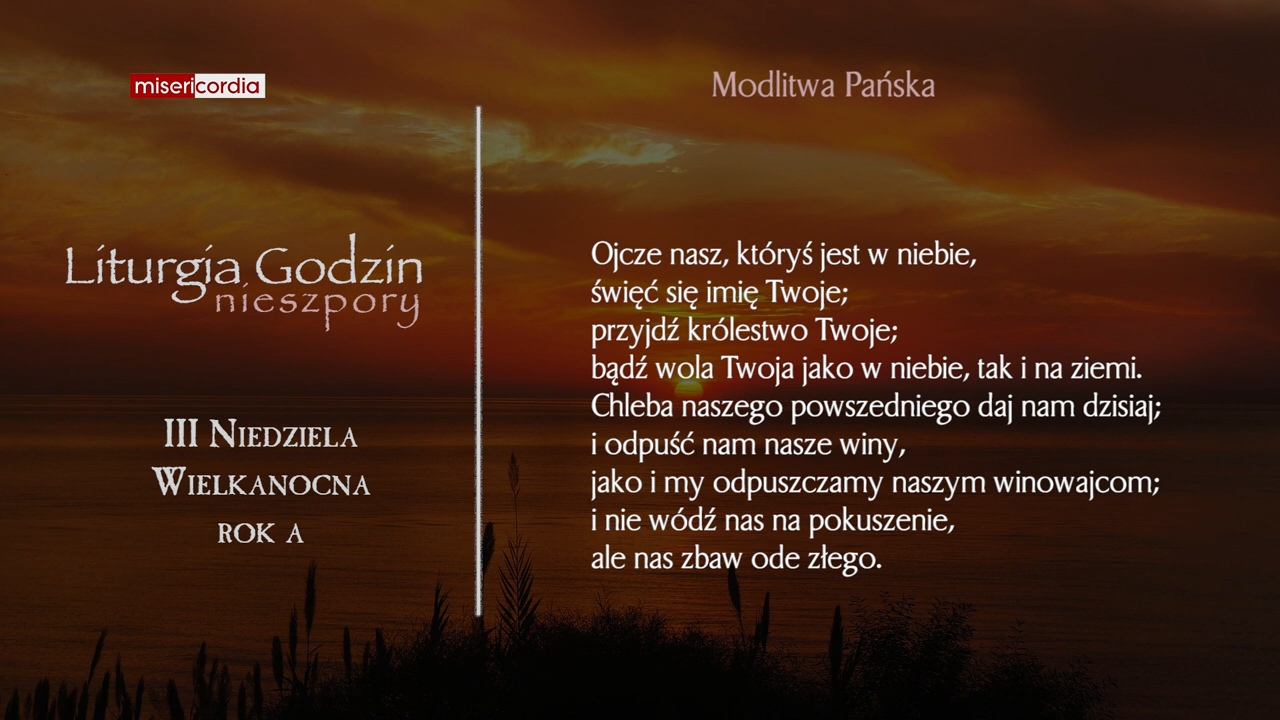 misericordia
Liturgia Godzin
nieszpory
III Niedziela
Wielkanocna
rok a
Modlitwa Pańska
Ojcze nasz, któryś jest w niebie,
święć się imię Twoje;
przyjdź królestwo Twoje;
bądź wola Twoja jako w niebie, tak i na ziemi.
Chleba naszego powszedniego daj nam dzisiaj;
i odpuść nam nasze winy,
jako i my odpuszczamy naszym winowajcom;
i nie wódź nas na pokuszenie,
ale nas zbaw ode złego.